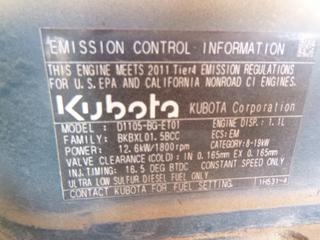 EMISSION CONTROL INFORMATION
THIS ENGINE MEETS 2011 Tier4 EMISSION REGULATIONS
FOR U.S.EPA AND CALIFORNIA NONROAD CI ENGINES.
Kubota KUBOTA Corporation
MODEL: D1105-BG-ET01 ENGINE DISP.: 1.1L
FAMILY: BKBXL01.5BCC ECS: EM
POWER: 12.6kW/1800rpm CATEGORY: 8-19kW
VALVE CLEARANCE (COLD): IN 0.165mm EX 0.165mm
INJ.TIMING: 16.5 DEG BTDC CONSTANT SPEED ONLY
ULTRA LOW SULFUR DIESEL FUEL ONLY
CONTACT KUBOTA FOR FUEL SETTING. 1H531-4